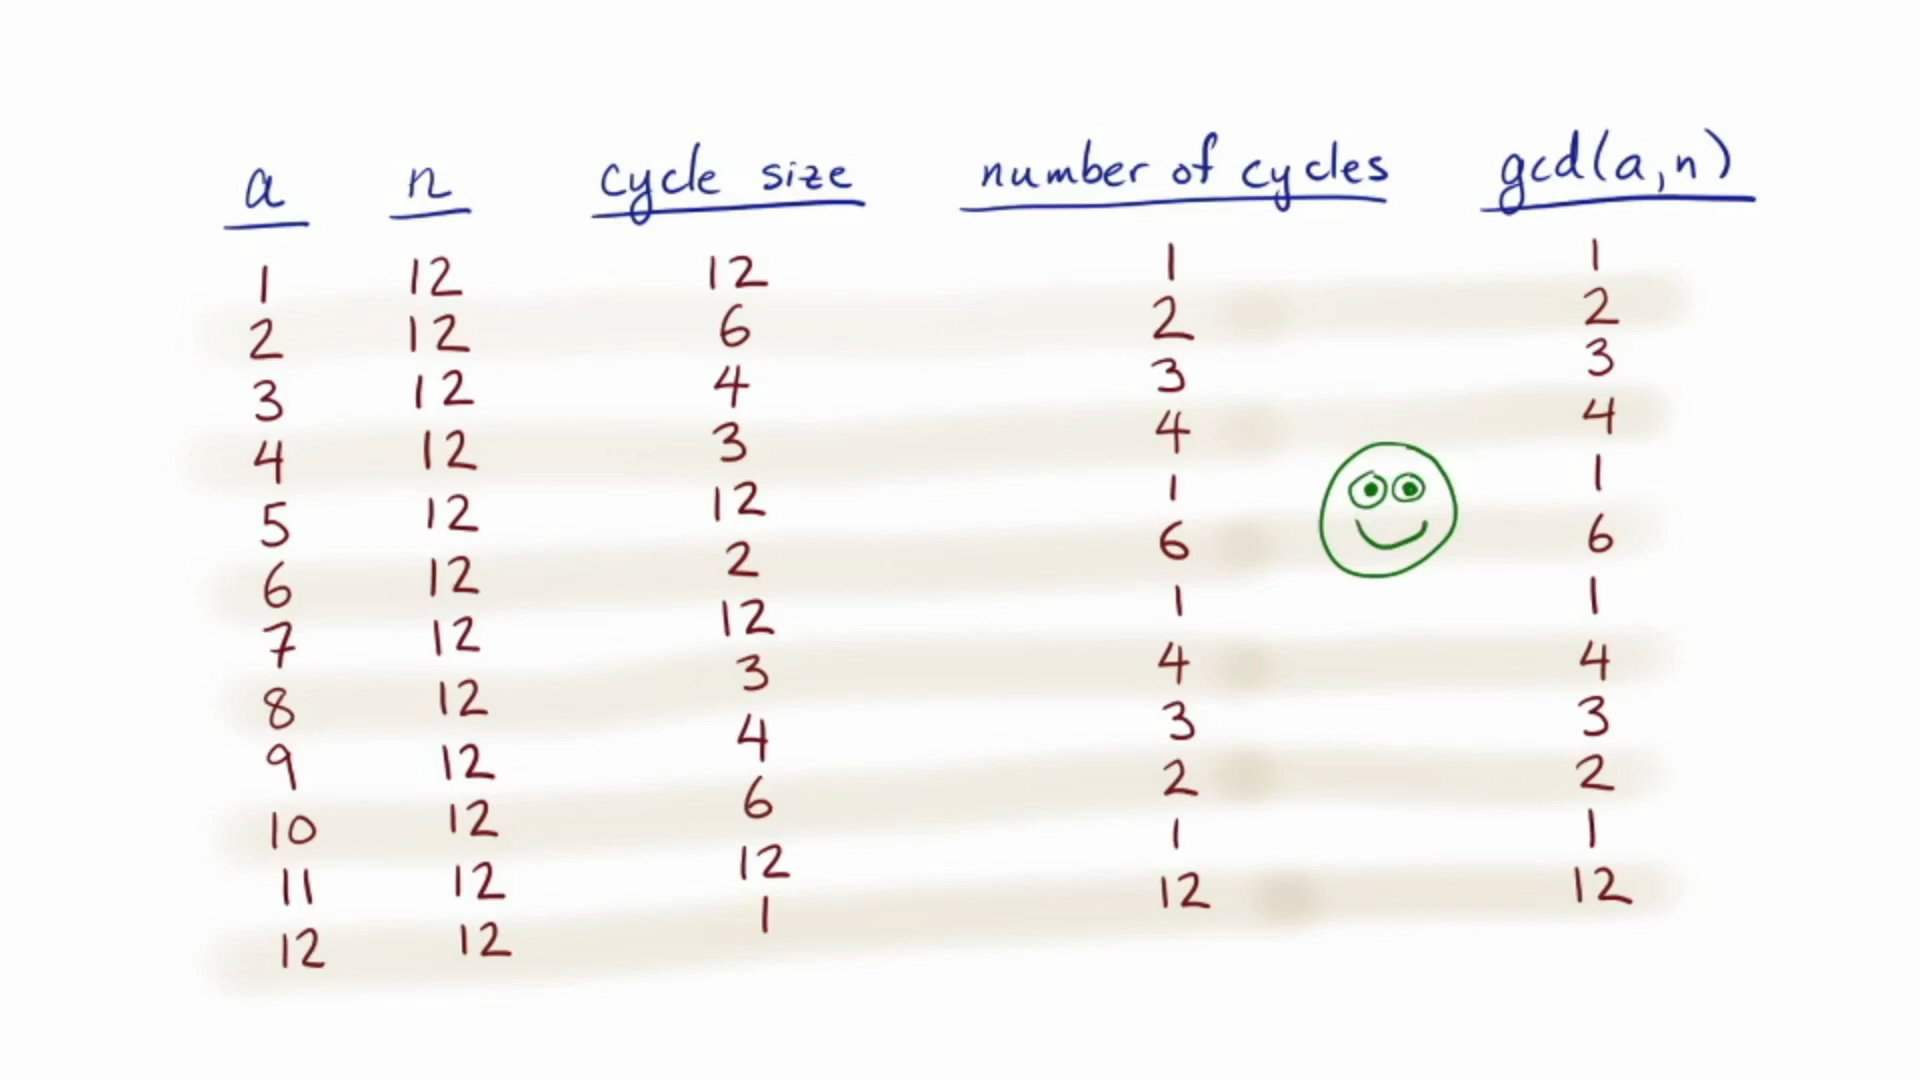 a n cycle size number of cycles gcd(a,n)
1 12 12 1 1
2 12 6 2 2
3 12 4 3 3
4 12 3 4 4
5 12 12 1 1
6 12 2 6 6
7 12 12 1 1
8 12 3 4 4
9 12 4 3 3
10 12 6 2 2
11 12 12 1 1
12 12 1 12 12